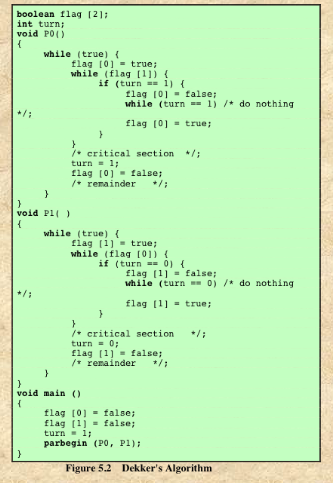 boolean flag [2];
int turn;
void P0()
{
while (true) {
flag [0] = true;
while (flag [1]) {
if (turn == 1) {
flag [0] = false;
while (turn == 1) /* do nothing
*/;
flag [0] = true;
}
}
/* critical section */;
turn = 1;
flag [0] = false;
/* remainder */;
}
}
void P1( )
{
while (true) {
flag [1] = true;
while (flag [0]) {
if (turn == 0) {
flag [1] = false;
while (turn == 0) /* do nothing
*/;
flag [1] = true;
}
}
/* critical section */;
turn = 0;
flag [1] = false;
/* remainder */;
}
}
void main ()
{
flag [0] = false;
flag [1] = false;
turn = 1;
parbegin (P0, P1);
}
Figure 5.2 Dekker's Algorithm